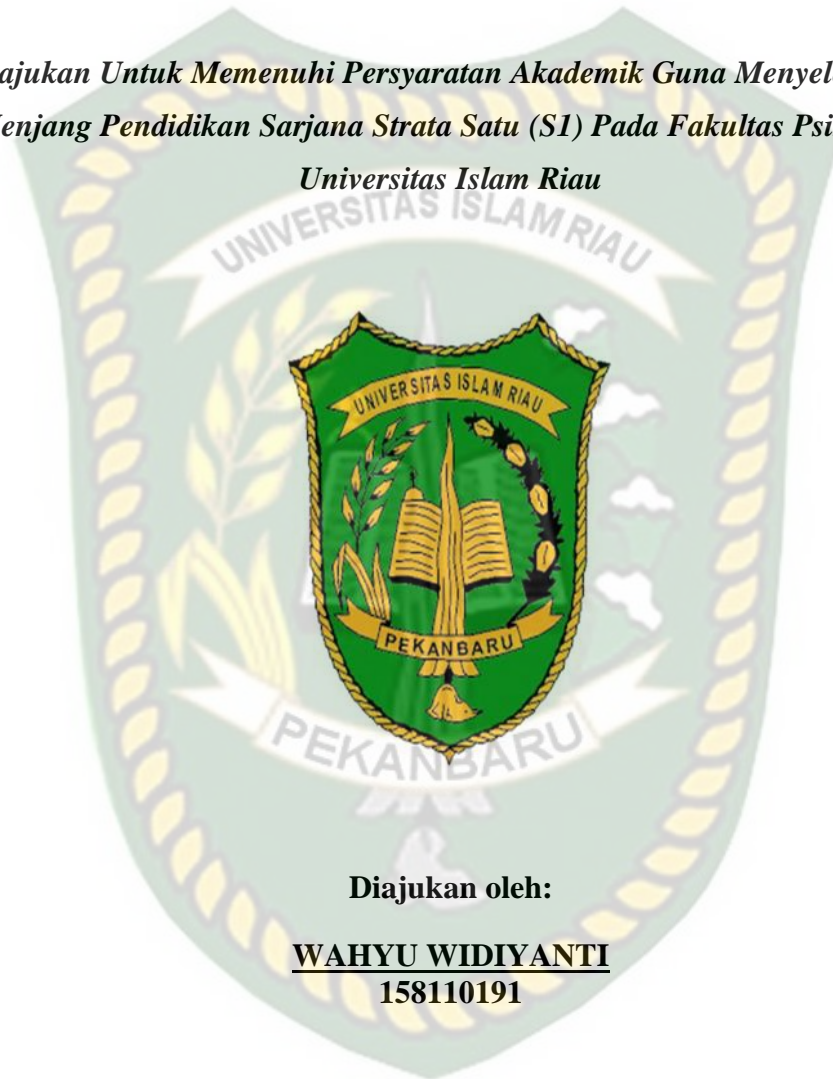 ajukan Untuk Memenuhi Persyaratan Akademik Guna Menyel
enjang Pendidikan Sarjana Strata Satu (S1) Pada Fakultas Psi
Universitas Islam Riau
UNIVERSITAS ISLAM RIAU
UNIVERSITAS ISLAM RIAU
PEKANBARU
PEKANBARU
Diajukan oleh:
WAHYU WIDIYANTI
158110191